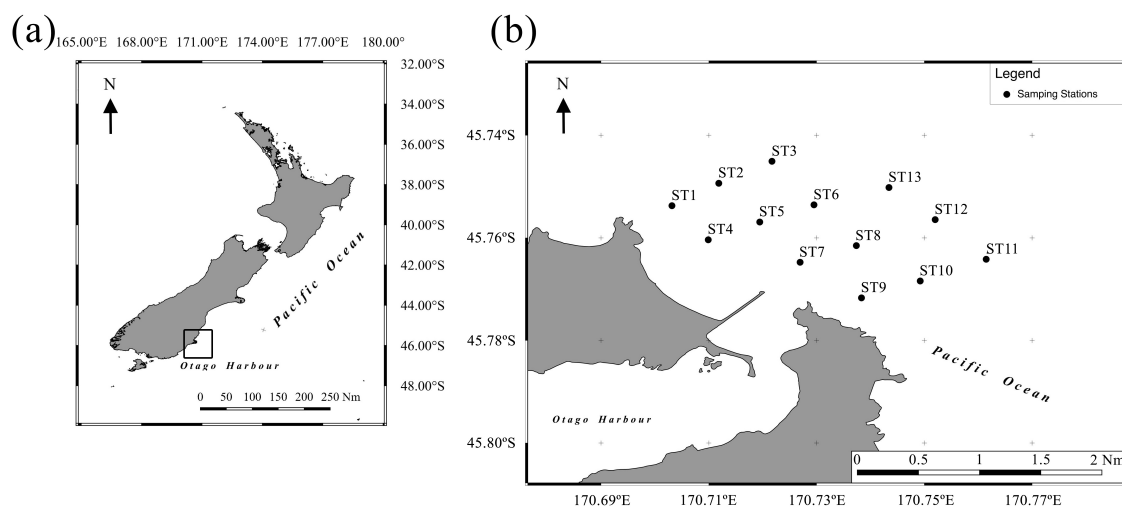 (a)
165.00°E 168.00°E 171.00°E 174.00°E 177.00°E 180.00°
N
32.00°S
34.00°S
36.00°S
38.00°S
40.00°S
42.00°S
44.00°S
46.00°S
48.00°S
Pacific Ocean
Otago Harbour
0 50 100 150 200 250 Nm
(b)
N
Legend
Samping Stations
45.74°S
45.76°S
45.78°S
45.80°S
ST3
ST2
ST13
ST1
ST6
ST5
ST12
ST4
ST8
ST7
ST11
ST10
ST9
Pacific Ocean
Otago Harbour
0 0.5 1 1.5 2 Nm
170.69°E 170.71°E 170.73°E 170.75°E 170.77°E